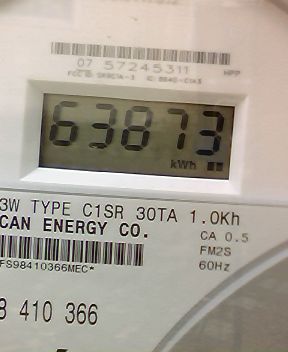 07 57245311
63873
kWh
3W TYPE C1SR 30TA 1.0Kh
CAN ENERGY CO.
CA 0.5
FM2S
60Hz
FS98410366MEC*
8 410 366